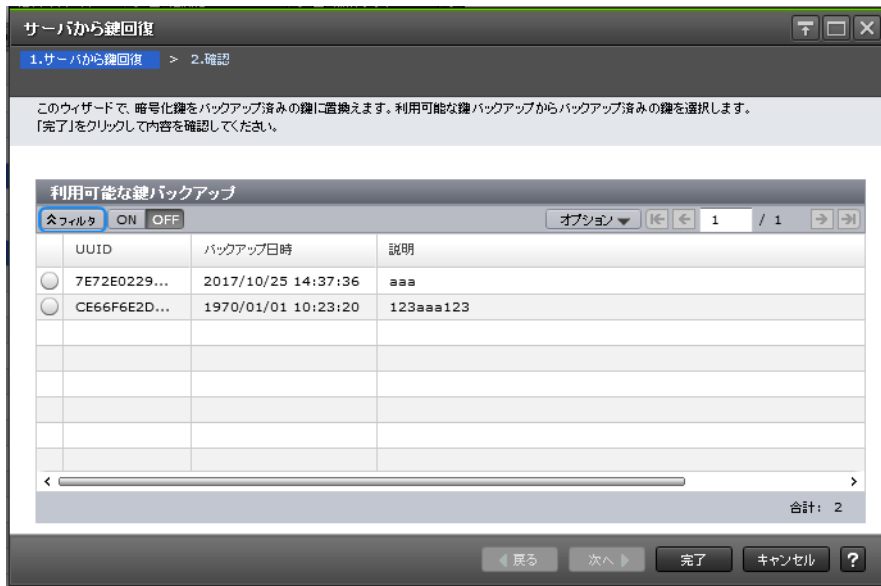 サーバから鍵回復
1.サーバから鍵回復 > 2.確認
このウィザードで、暗号化鍵をバックアップ済みの鍵に置換えます。利用可能な鍵バックアップからバックアップ済みの鍵を選択します。
「完了」をクリックして内容を確認してください。
利用可能な鍵バックアップ
フィルタ ON OFF オプション 1 / 1
UUID バックアップ日時 説明
7E72E0229... 2017/10/25 14:37:36 aaa
CE66F6E2D... 1970/01/01 10:23:20 123aaa123
合計: 2
戻る 次へ 完了 キャンセル ?